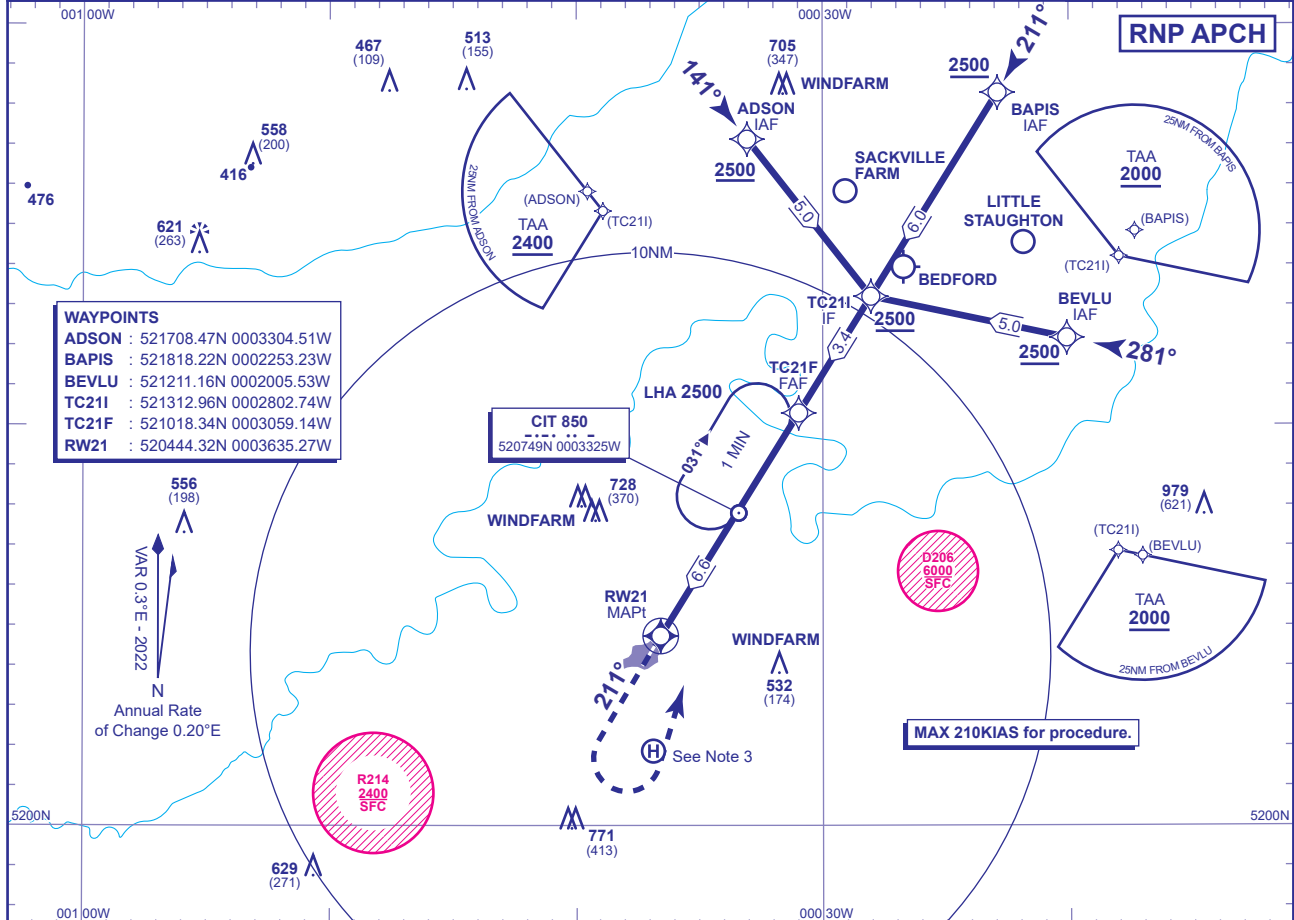 001:00W
000:30W
RNP APCH
467
(109)
513
(155)
705
(347)
WINDFARM
141°
211°
2500
ADSON
IAF
2500
BAPIS
IAF
558
(200)
416
476
621
(263)
25NM FROM ADSON
(ADSON)
(TC21I)
TAA
2400
SACKVILLE
FARM
LITTLE
STAUGHTON
25NM FROM BAPIS
TAA
2000
(BAPIS)
(TC21I)
5.0
6.0
10NM
BEDFORD
TC21I
IF
2500
BEVLU
IAF
5.0
2500
281°
WAYPOINTS
ADSON : 521708.47N 0003304.51W
BAPIS : 521818.22N 0002253.23W
BEVLU : 521211.16N 0002005.53W
TC21I : 521312.96N 0002802.74W
TC21F : 521018.34N 0003059.14W
RW21 : 520444.32N 0003635.27W
3.4
TC21F
FAF
LHA 2500
CIT 850
520749N 0003325W
031°
1 MIN
556
(198)
728
(370)
WINDFARM
979
(621)
(TC21I)
(BEVLU)
TAA
2000
25NM FROM BEVLU
D206
6000
SFC
VAR 0.3°E - 2022
N
Annual Rate
of Change 0.20°E
6.6
RW21
MAPt
WINDFARM
532
(174)
211°
H See Note 3
MAX 210KIAS for procedure.
R214
2400
SFC
5200N
5200N
771
(413)
629
(271)
001:00W
000:30W